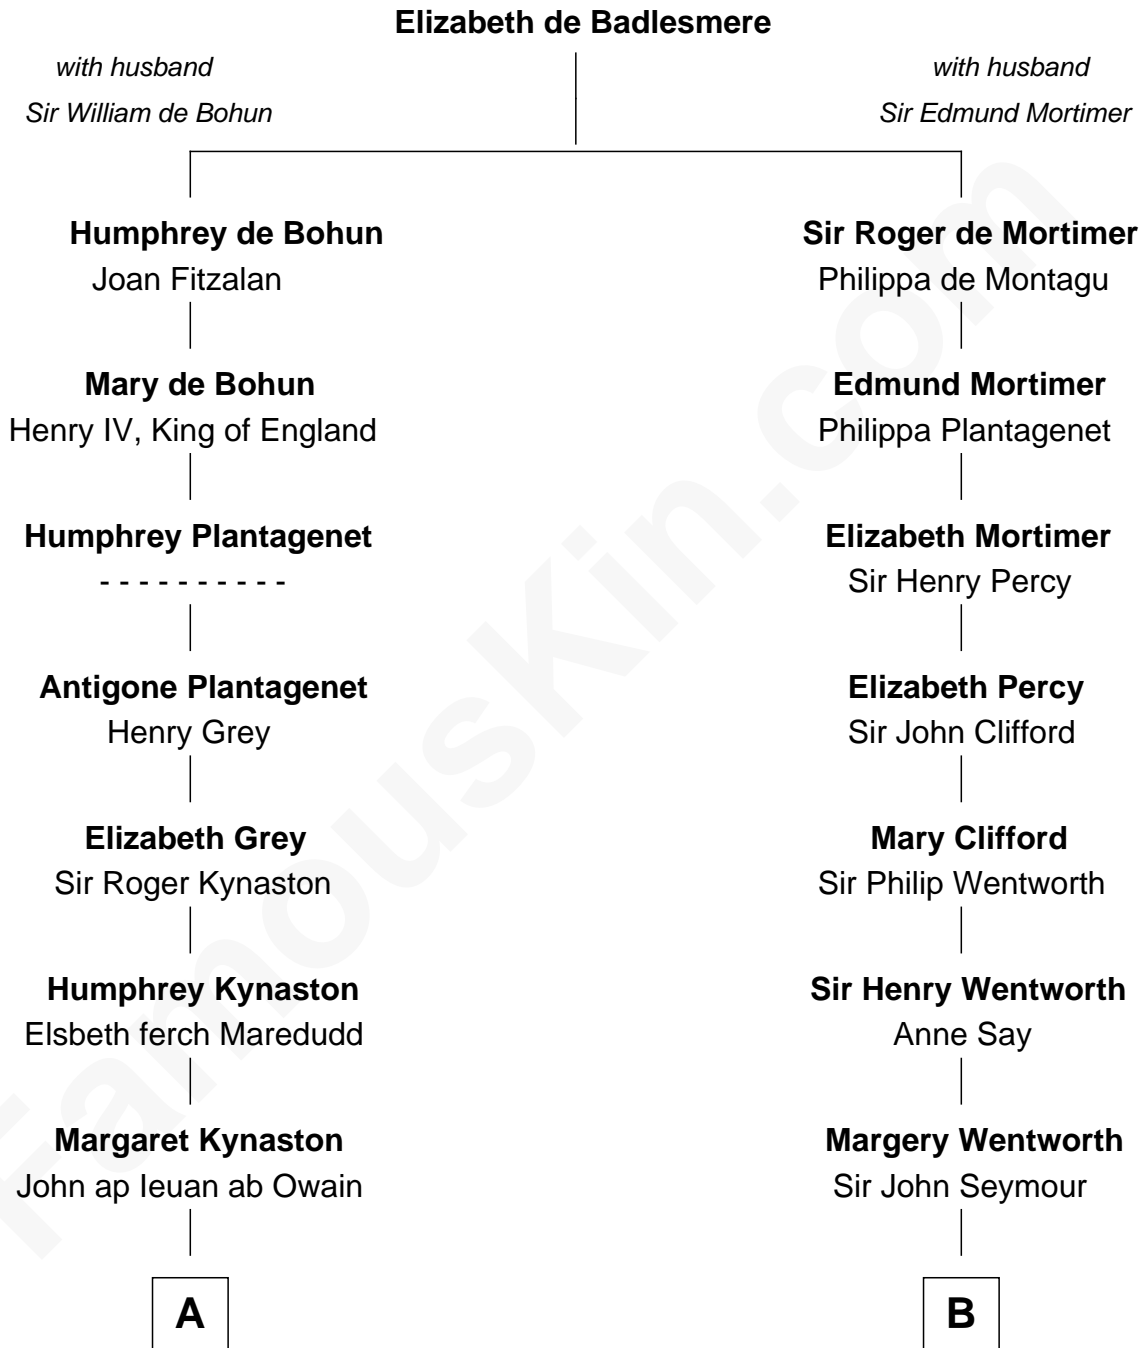 Elizabeth de Badlesmere
with husband
Sir William de Bohun
with husband
Sir Edmund Mortimer
Humphrey de Bohun
Joan Fitzalan
Sir Roger de Mortimer
Philippa de Montagu
Mary de Bohun
Henry IV, King of England
Edmund Mortimer
Philippa Plantagenet
Humphrey Plantagenet
- - - - - - - - - -
Elizabeth Mortimer
Sir Henry Percy
Antigone Plantagenet
Henry Grey
Elizabeth Percy
Sir John Clifford
Elizabeth Grey
Sir Roger Kynaston
Mary Clifford
Sir Philip Wentworth
Humphrey Kynaston
Elsbeth ferch Maredudd
Sir Henry Wentworth
Anne Say
Margaret Kynaston
John ap Ieuan ab Owain
Margery Wentworth
Sir John Seymour
A
B
FamousKin.com